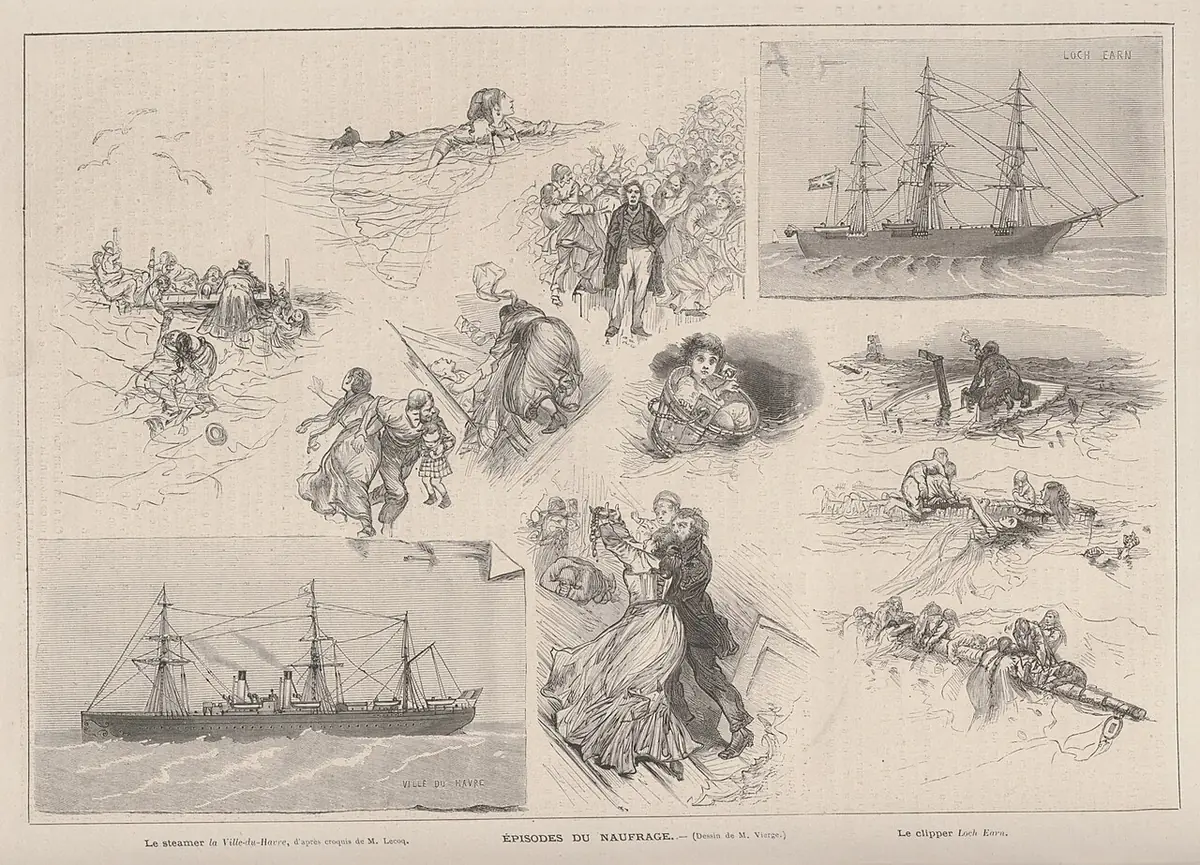 LOCH EARN
VILLE DU HAVRE
Le steamer la Ville-du-Havre, d'après croquis de M. Lecoq.
ÉPISODES DU NAUFRAGE. — (Dessin de M. Vierge.)
Le clipper Loch Earn.